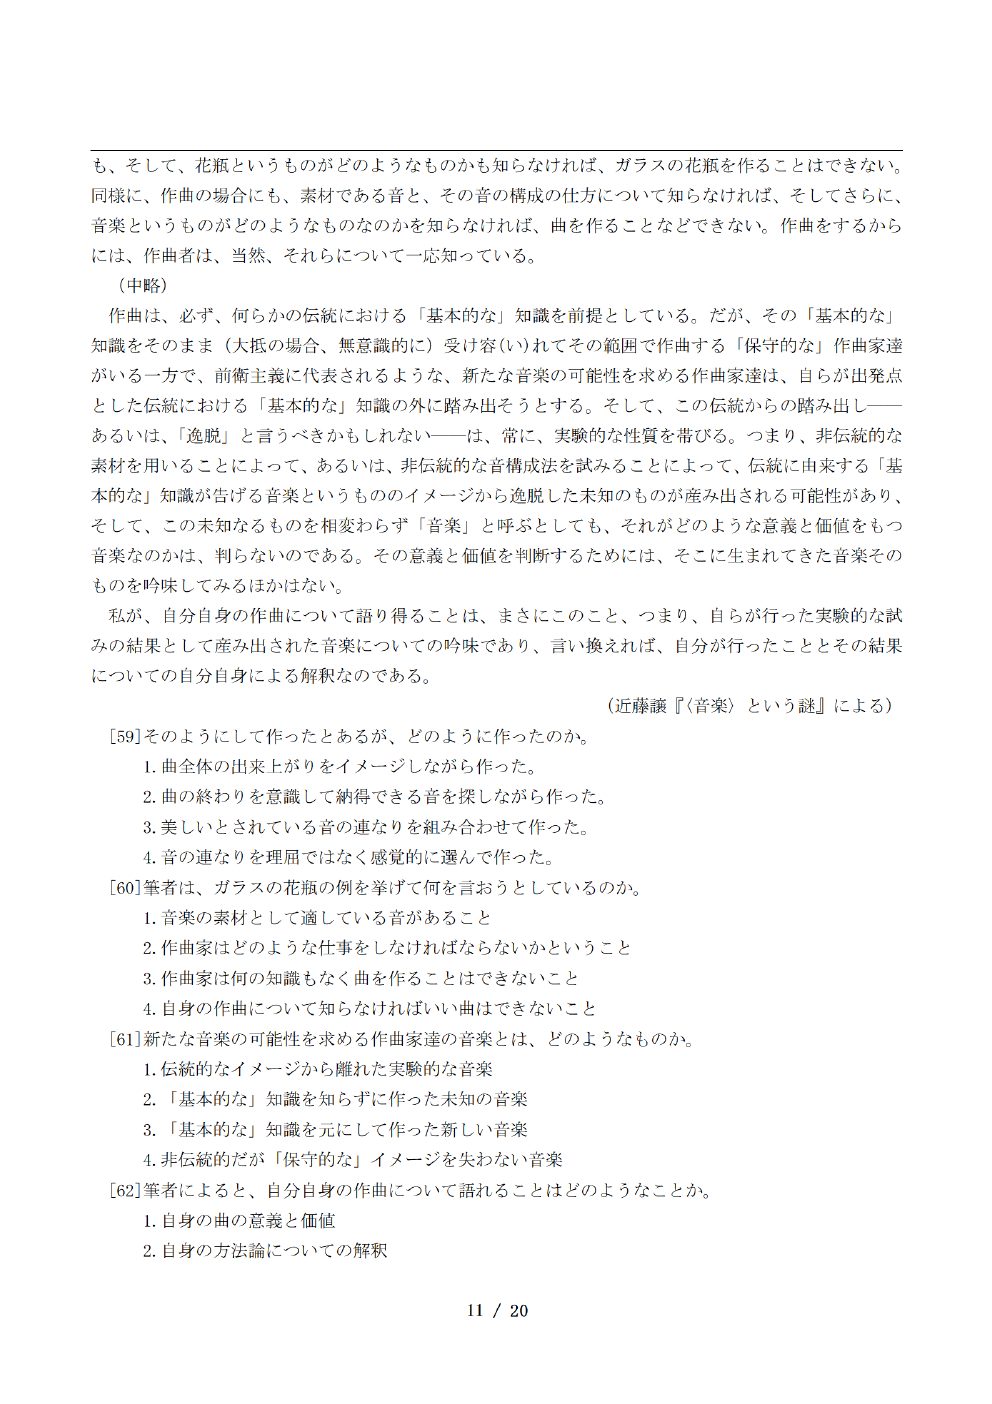 も、そして、花瓶というものがどのようなものかも知らなければ、ガラスの花瓶を作ることはできない。
同様に、作曲の場合にも、素材である音と、その音の構成の仕方について知らなければ、そしてさらに、
音楽というものがどのようなものなのかを知らなければ、曲を作ることなどできない。作曲をするから
には、作曲者は、当然、それらについて一応知っている。
（中略）
作曲は、必ず、何らかの伝統における「基本的な」知識を前提としている。だが、その「基本的な」
知識をそのまま（大抵の場合、無意識的に）受け容(い)れてその範囲で作曲する「保守的な」作曲家達
がいる一方で、前衛主義に代表されるような、新たな音楽の可能性を求める作曲家達は、自らが出発点
とした伝統における「基本的な」知識の外に踏み出そうとする。そして、この伝統からの踏み出し――
あるいは、「逸脱」と言うべきかもしれない――は、常に、実験的な性質を帯びる。つまり、非伝統的な
素材を用いることによって、あるいは、非伝統的な音構成法を試みることによって、伝統に由来する「基
本的な」知識が告げる音楽というもののイメージから逸脱した未知のものが産み出される可能性があり、
そして、この未知なるものを相変わらず「音楽」と呼ぶとしても、それがどのような意義と価値をもつ
音楽なのかは、判らないのである。その意義と価値を判断するためには、そこに生まれてきた音楽その
ものを吟味してみるほかはない。
私が、自分自身の作曲について語り得ることは、まさにこのこと、つまり、自らが行った実験的な試
みの結果として産み出された音楽についての吟味であり、言い換えれば、自分が行ったこととその結果
についての自分自身による解釈なのである。
（近藤譲『〈音楽〉という謎』による）
[59]そのようにして作ったとあるが、どのように作ったのか。
1.曲全体の出来上がりをイメージしながら作った。
2.曲の終わりを意識して納得できる音を探しながら作った。
3.美しいとされている音の連なりを組み合わせて作った。
4.音の連なりを理屈ではなく感覚的に選んで作った。
[60]筆者は、ガラスの花瓶の例を挙げて何を言おうとしているのか。
1.音楽の素材として適している音があること
2.作曲家はどのような仕事をしなければならないかということ
3.作曲家は何の知識もなく曲を作ることはできないこと
4.自身の作曲について知らなければいい曲はできないこと
[61]新たな音楽の可能性を求める作曲家達の音楽とは、どのようなものか。
1.伝統的なイメージから離れた実験的な音楽
2.「基本的な」知識を知らずに作った未知の音楽
3.「基本的な」知識を元にして作った新しい音楽
4.非伝統的だが「保守的な」イメージを失わない音楽
[62]筆者によると、自分自身の作曲について語れることはどのようなことか。
1.自身の曲の意義と価値
2.自身の方法論についての解釈
11 / 20